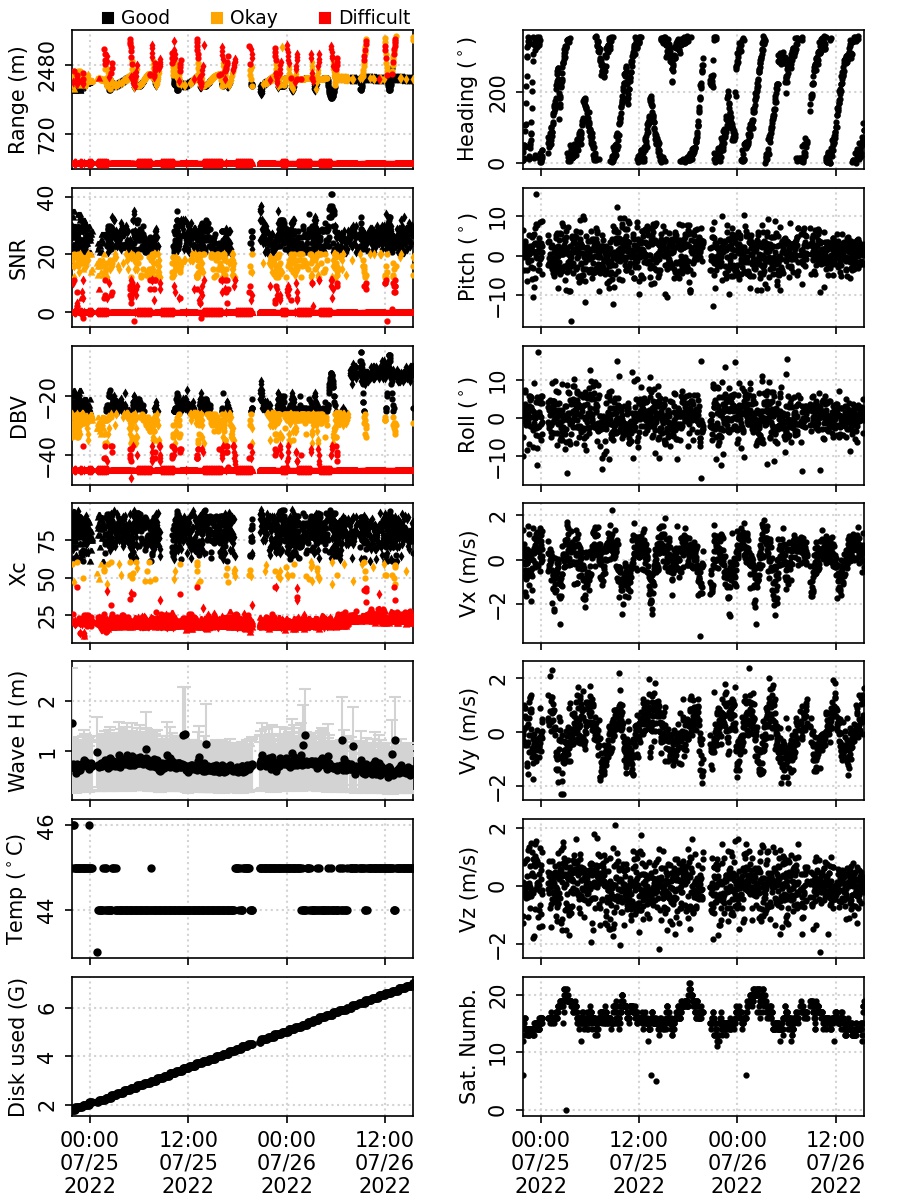 Good Okay Difficult
Range (m)
2480
720
Heading (°)
200
0
SNR
40
20
0
Pitch (°)
10
0
−10
DBV
−20
−40
Roll (°)
10
0
−10
Xc
75
50
25
Vx (m/s)
2
0
−2
Wave H (m)
2
1
Vy (m/s)
2
0
−2
Temp (°C)
46
44
Vz (m/s)
2
0
−2
Disk used (G)
6
4
2
Sat. Numb.
20
10
0
00:00 12:00 00:00 12:00
07/25 07/25 07/26 07/26
2022 2022 2022 2022
00:00 12:00 00:00 12:00
07/25 07/25 07/26 07/26
2022 2022 2022 2022